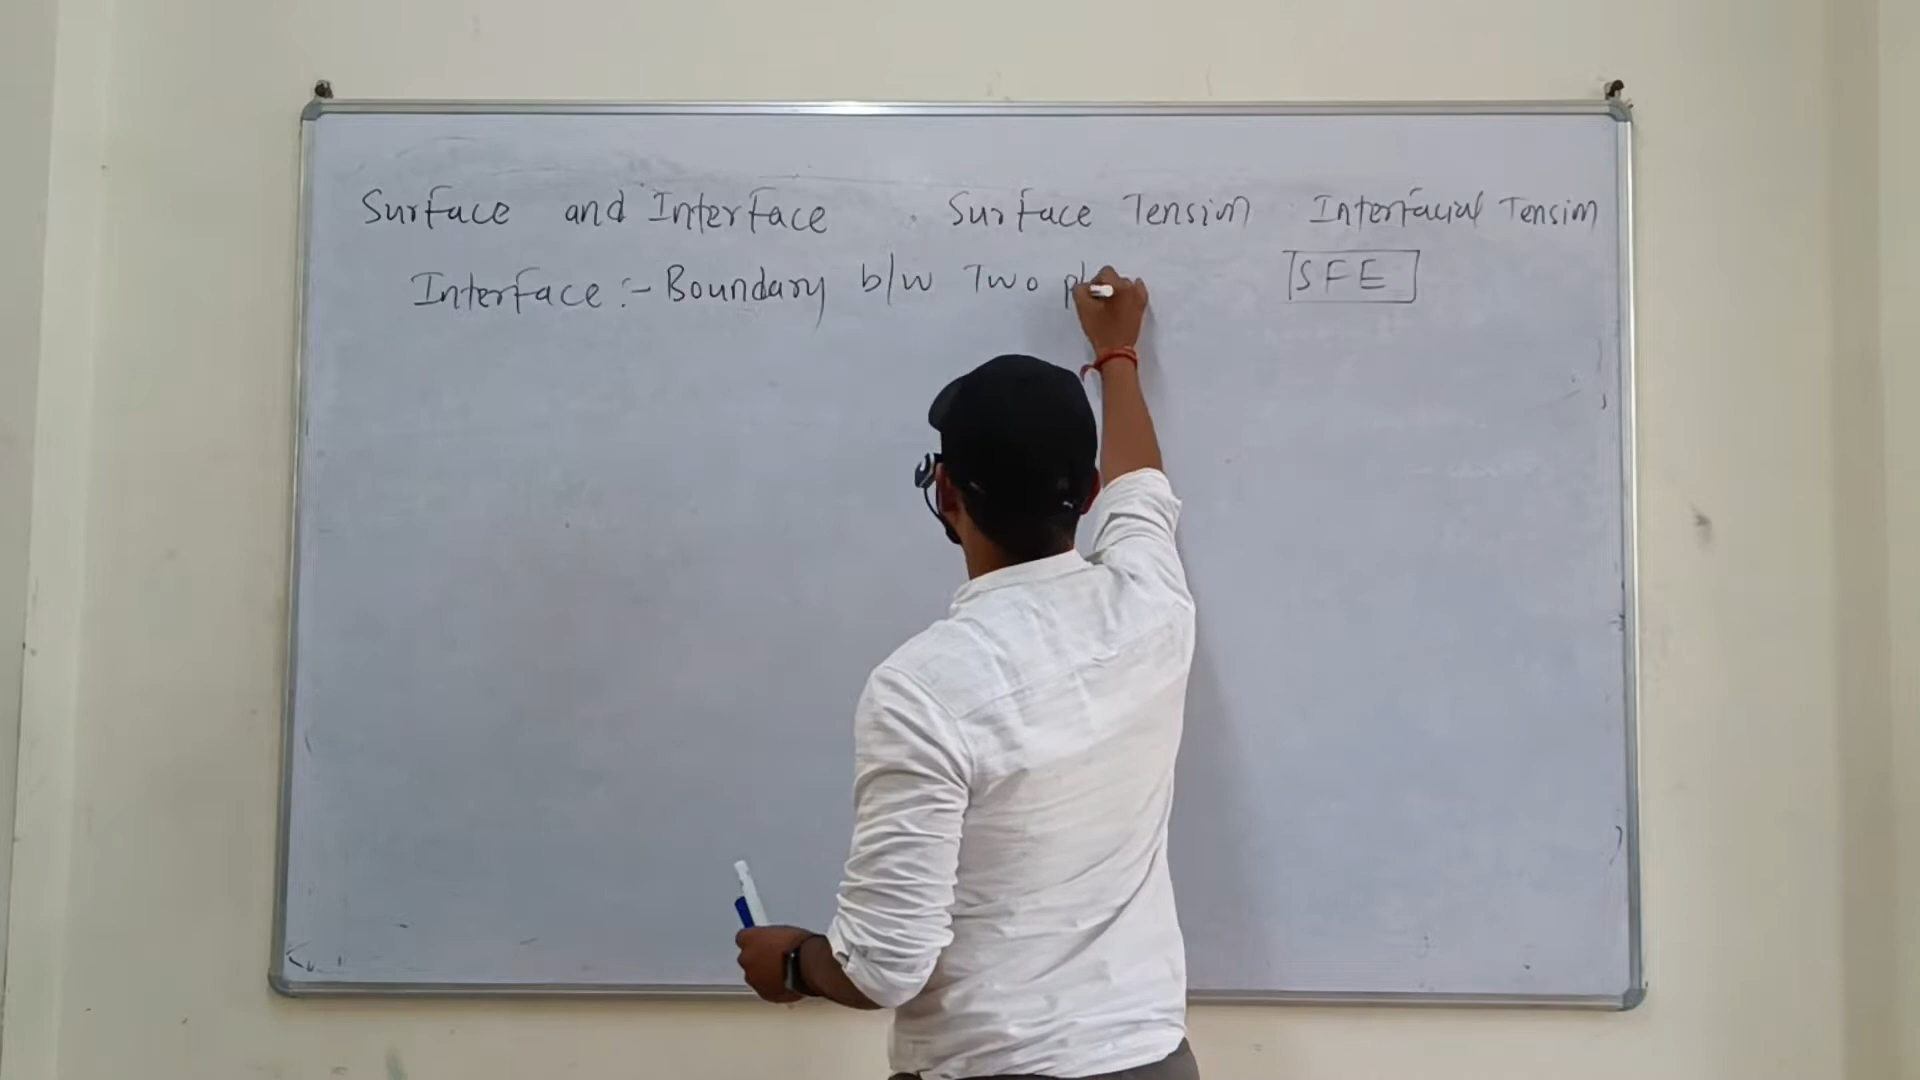 Surface and Interface Surface Tension Interfacial Tension
Interface :- Boundary b/w Two
SFE